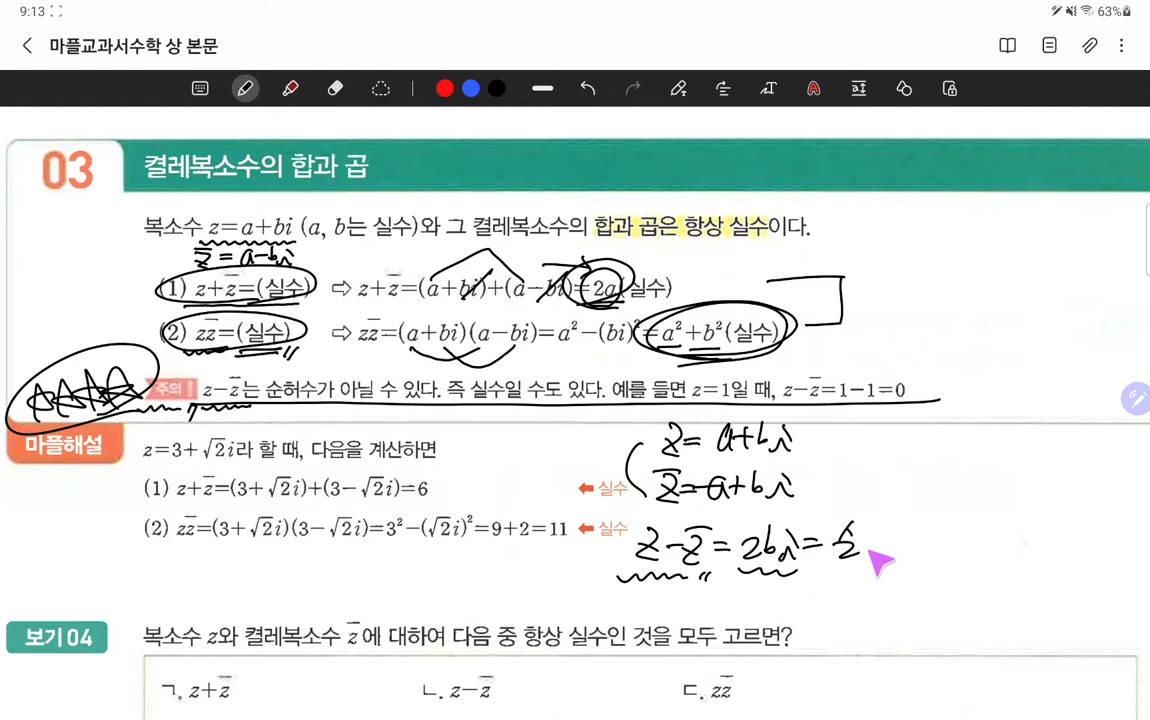 9:13
63%
마플교과서수학 상 본문
03 켤레복소수의 합과 곱
복소수 z=a+bi (a, b는 실수)와 그 켤레복소수의 합과 곱은 항상 실수이다.
z̄ = a-bi
(1) z+z̄=(실수) ⇨ z+z̄=(a+bi)+(a-bi)=2a(실수)
(2) zz̄=(실수) ⇨ zz̄=(a+bi)(a-bi)=a²-(bi)²=a²+b²(실수)
주의 z-z̄는 순허수가 아닐 수 있다. 즉 실수일 수도 있다. 예를 들면 z=1일 때, z-z̄=1-1=0
마플해설 z=3+√2i라 할 때, 다음을 계산하면
z= a+bi
(1) z+z̄=(3+√2i)+(3-√2i)=6 ⬅ 실수
z̄=-a+bi
(2) zz̄=(3+√2i)(3-√2i)=3²-(√2i)²=9+2=11 ⬅ 실수
z-z̄ = 2bi =
보기 04 복소수 z와 켤레복소수 z̄에 대하여 다음 중 항상 실수인 것을 모두 고르면?
ㄱ. z+z̄ ㄴ. z-z̄ ㄷ. zz̄